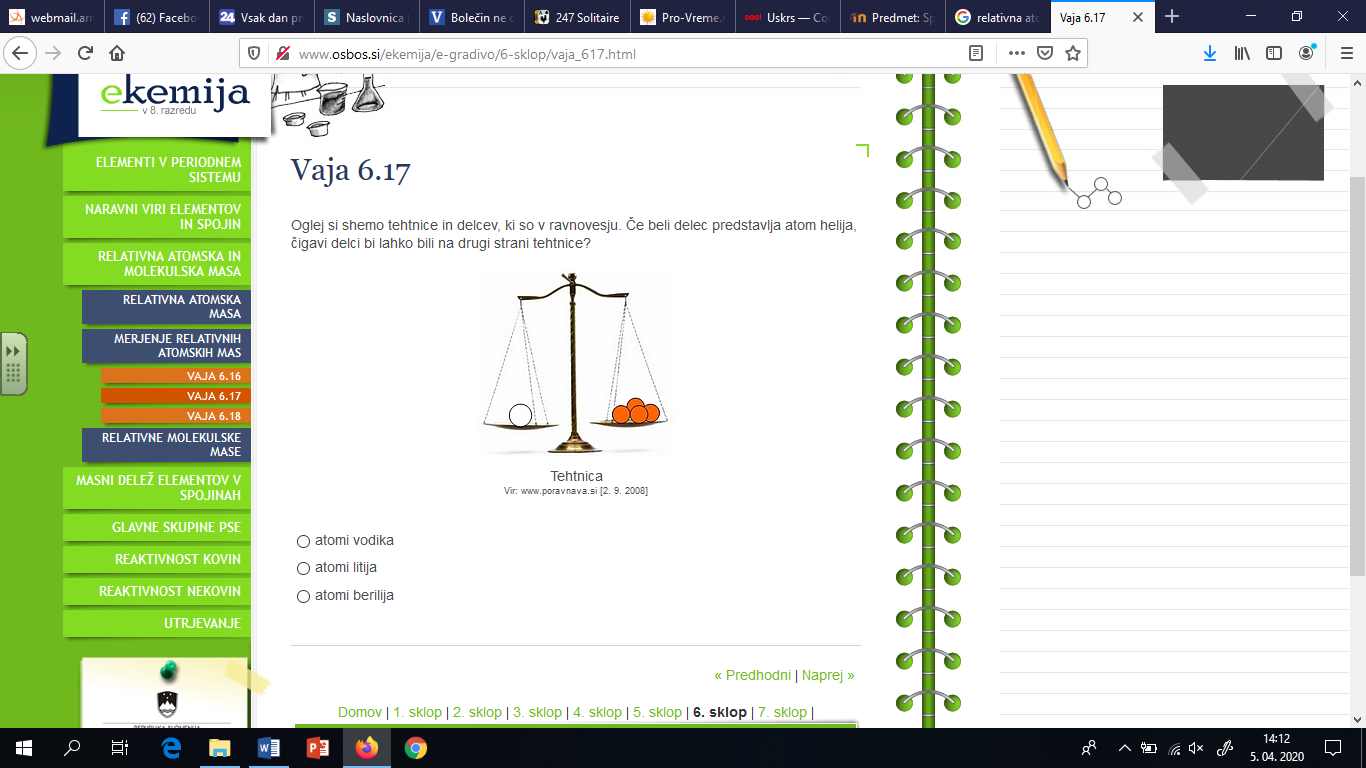 webmail.arn
(62) Facebo
Vsak dan pr
Naslovnica
Bolečin ne d
247 Solitaire
Pro-Vreme.n
Uskrs — Coo
Predmet: Sp
relativna ato
Vaja 6.17
www.osbos.si/ekemija/e-gradivo/6-sklop/vaja_617.html
ekemija
v 8. razredu
ELEMENTI V PERIODNEM
SISTEMU
NARAVNI VIRI ELEMENTOV
IN SPOJIN
RELATIVNA ATOMSKA IN
MOLEKULSKA MASA
RELATIVNA ATOMSKA
MASA
MERJENJE RELATIVNIH
ATOMSKIH MAS
VAJA 6.16
VAJA 6.17
VAJA 6.18
RELATIVNE MOLEKULSKE
MASE
MASNI DELEŽ ELEMENTOV V
SPOJINAH
GLAVNE SKUPINE PSE
REAKTIVNOST KOVIN
REAKTIVNOST NEKOVIN
UTRJEVANJE
REPUBLIKA SLOVENIJA
Vaja 6.17
Oglej si shemo tehtnice in delcev, ki so v ravnovesju. Če beli delec predstavlja atom helija,
čigavi delci bi lahko bili na drugi strani tehtnice?
Tehtnica
Vir: www.poravnava.si [2. 9. 2008]
atomi vodika
atomi litija
atomi berilija
« Predhodni | Naprej »
Domov | 1. sklop | 2. sklop | 3. sklop | 4. sklop | 5. sklop | 6. sklop | 7. sklop |
14:12
5. 04. 2020